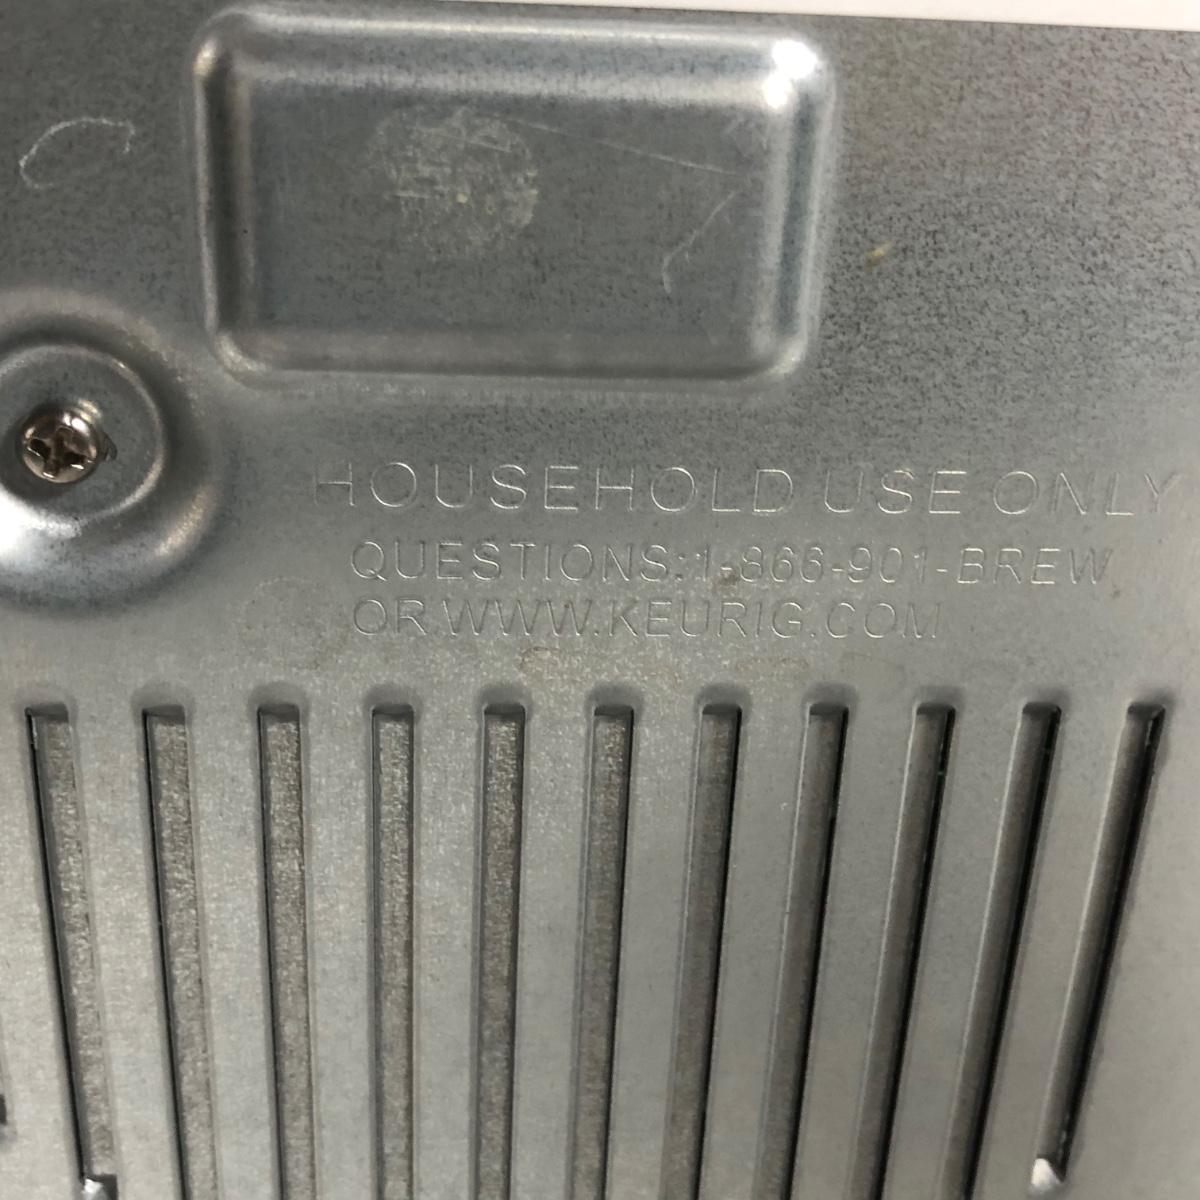 HOUSEHOLD USE ONLY
QUESTIONS:1-866-901-BREW
OR WWW.KEURIG.COM